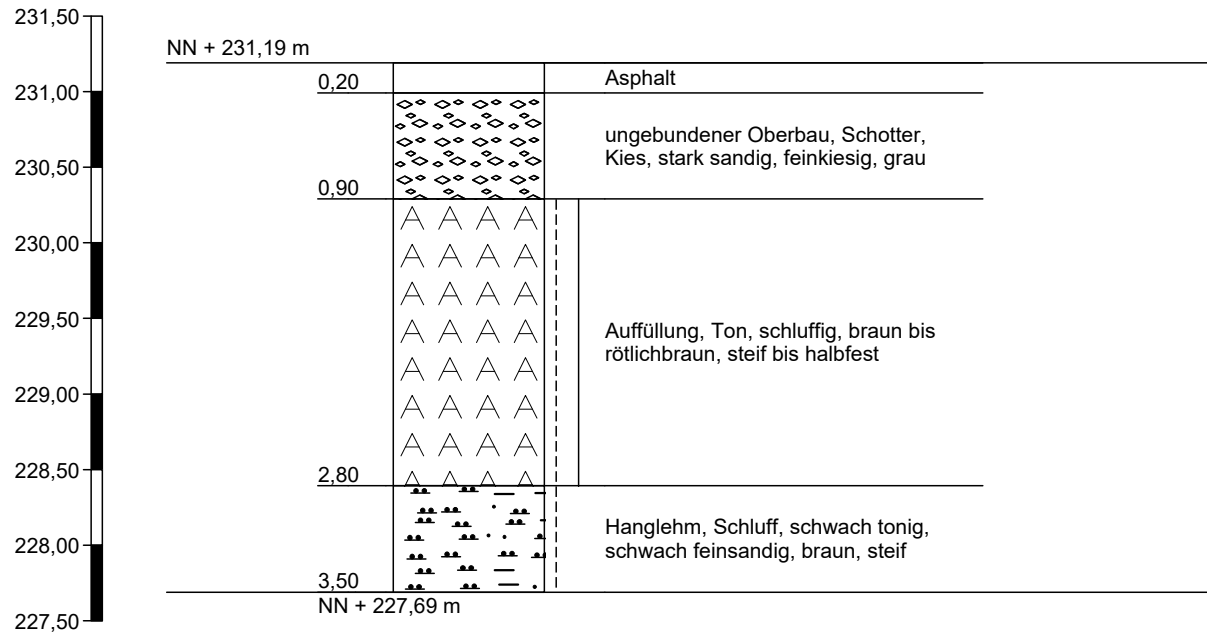 231,50
NN + 231,19 m
0,20
Asphalt
231,00
ungebundener Oberbau, Schotter,
Kies, stark sandig, feinkiesig, grau
230,50
0,90
A A A A
230,00
A A A A
A A A A
229,50
A A A A
Auffüllung, Ton, schluffig, braun bis
rötlichbraun, steif bis halbfest
A A A A
229,00
A A A A
A A A A
228,50
2,80
A A A A
Hanglehm, Schluff, schwach tonig,
schwach feinsandig, braun, steif
228,00
3,50
NN + 227,69 m
227,50